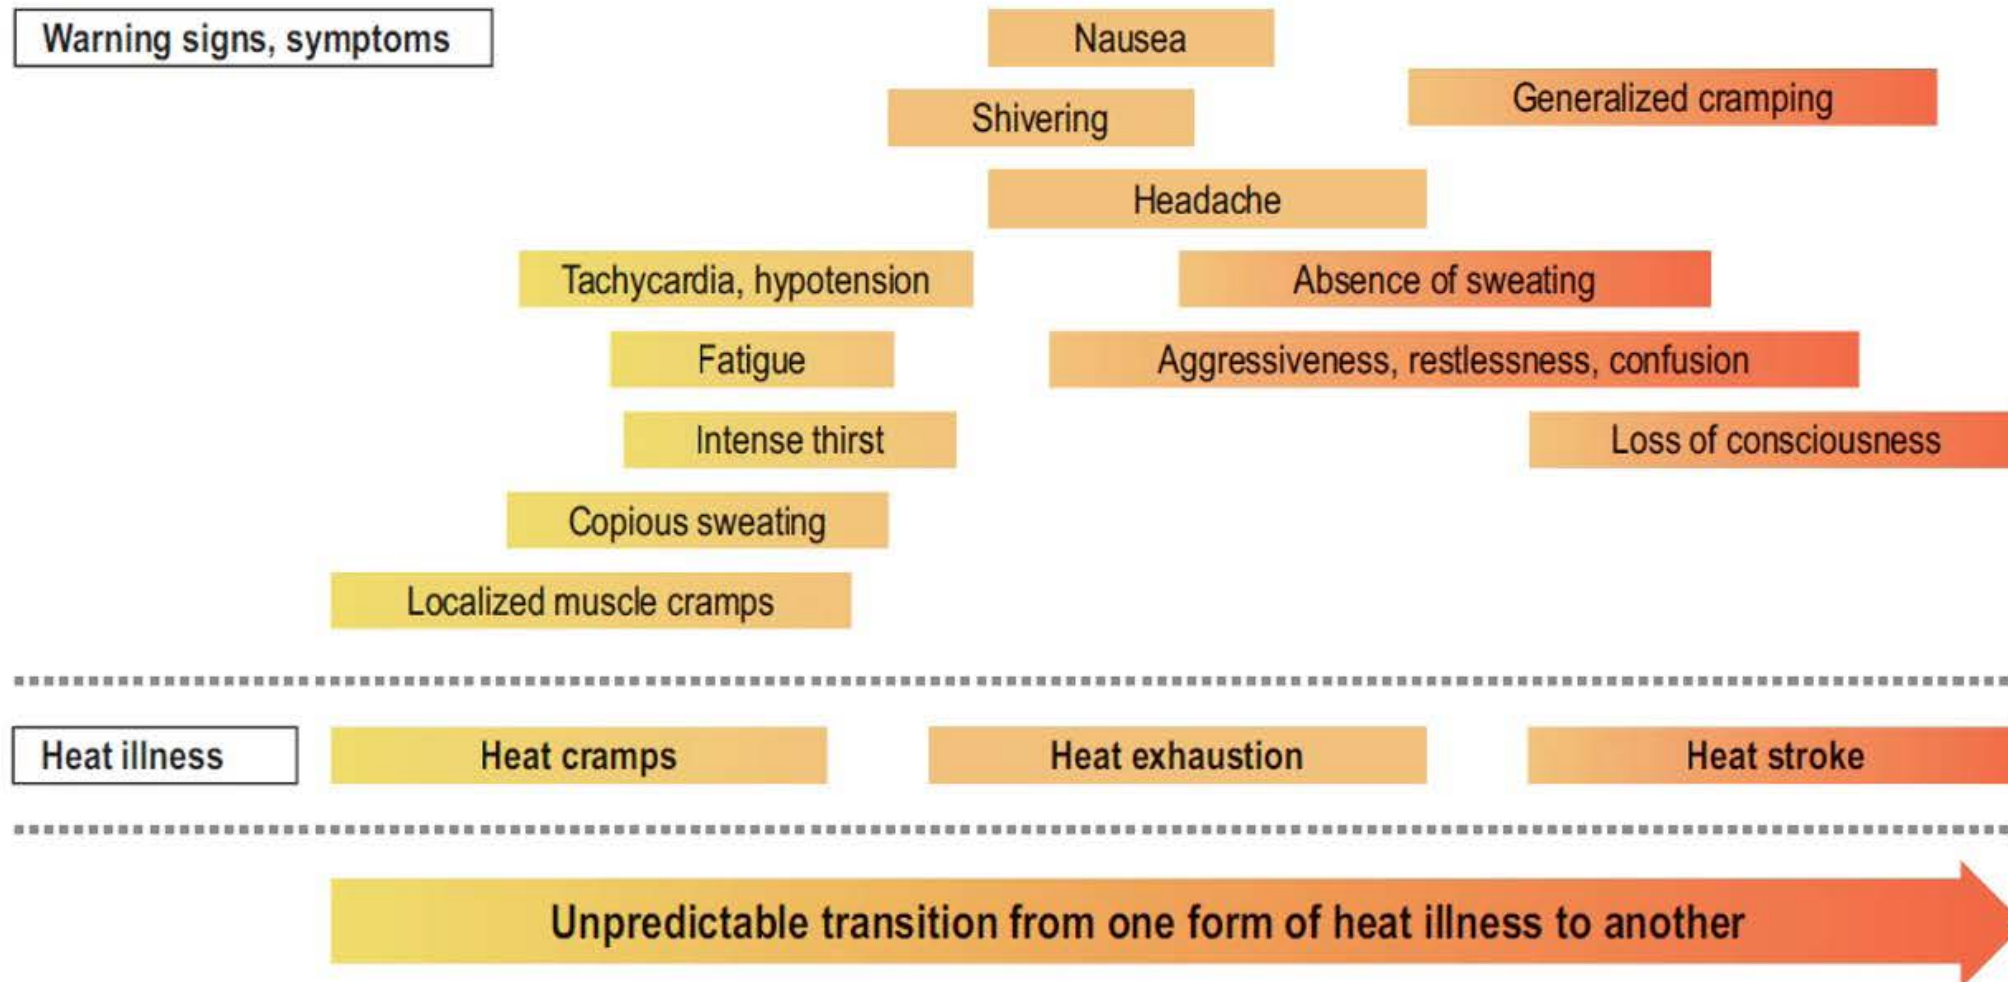 Warning signs, symptoms
Nausea
Generalized cramping
Shivering
Headache
Tachycardia, hypotension
Absence of sweating
Fatigue
Aggressiveness, restlessness, confusion
Intense thirst
Loss of consciousness
Copious sweating
Localized muscle cramps
Heat illness
Heat cramps
Heat exhaustion
Heat stroke
Unpredictable transition from one form of heat illness to another